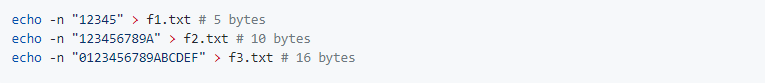 echo -n "12345" > f1.txt # 5 bytes
echo -n "123456789A" > f2.txt # 10 bytes
echo -n "0123456789ABCDEF" > f3.txt # 16 bytes